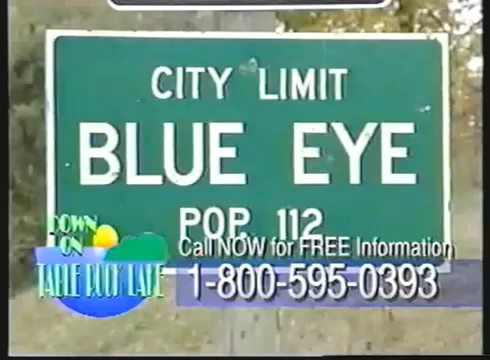 CITY LIMIT
BLUE EYE
POP. 112
DOWN
ON
TABLE ROCK LAKE
Call NOW for FREE Information
1-800-595-0393